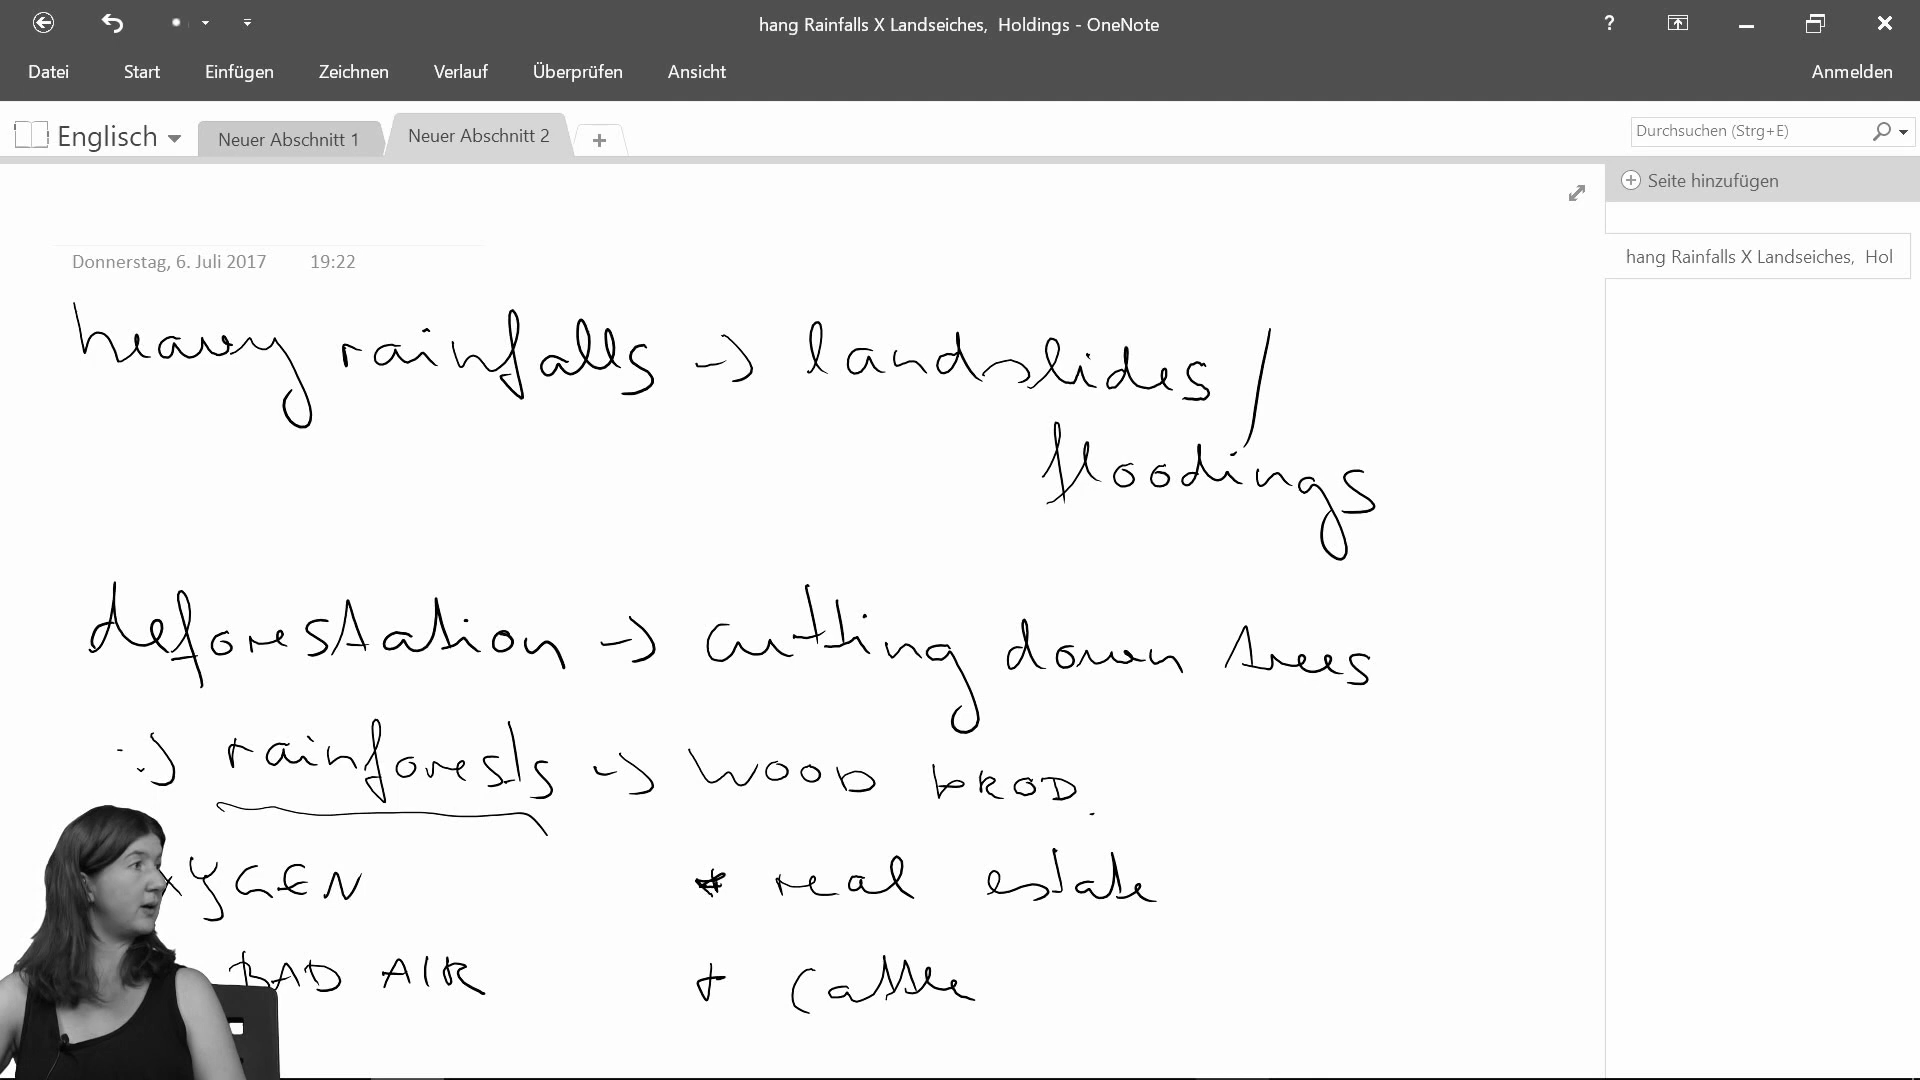 hang Rainfalls X Landseiches, Holdings - OneNote
?
Datei Start Einfügen Zeichnen Verlauf Überprüfen Ansicht Anmelden
Englisch Neuer Abschnitt 1 Neuer Abschnitt 2 +
Durchsuchen (Strg+E)
Seite hinzufügen
hang Rainfalls X Landseiches, Hol
Donnerstag, 6. Juli 2017 19:22
heavy rainfalls -> landslides /
floodings
deforestation -> cutting down trees
rainforests -> WOOD PROD.
XYGEN * real estate
BAD AIR + cattle